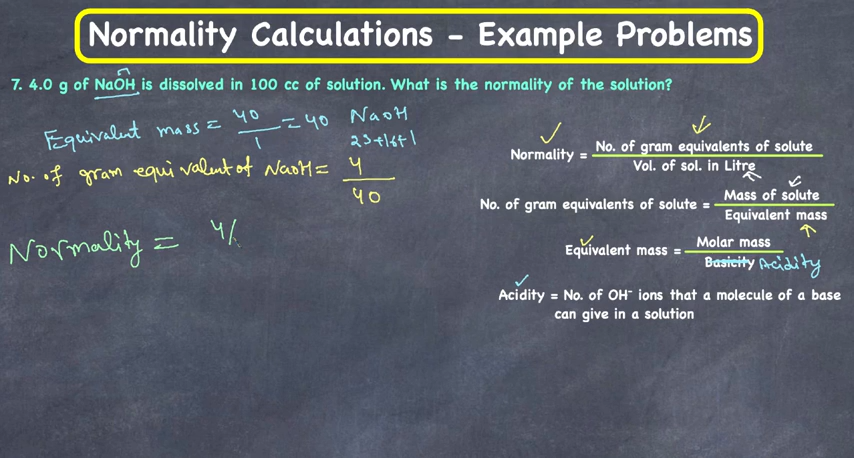 Normality Calculations – Example Problems
7. 4.0 g of NaOH is dissolved in 100 cc of solution. What is the normality of the solution?
Equivalent mass = 40/1 = 40 NaOH
23+16+1
No. of gram equivalent of NaOH = 4/40
Normality = 4/
Normality = No. of gram equivalents of solute / Vol. of sol. in Litre
No. of gram equivalents of solute = Mass of solute / Equivalent mass
Equivalent mass = Molar mass / Basicity Acidity
Acidity = No. of OH⁻ ions that a molecule of a base
can give in a solution